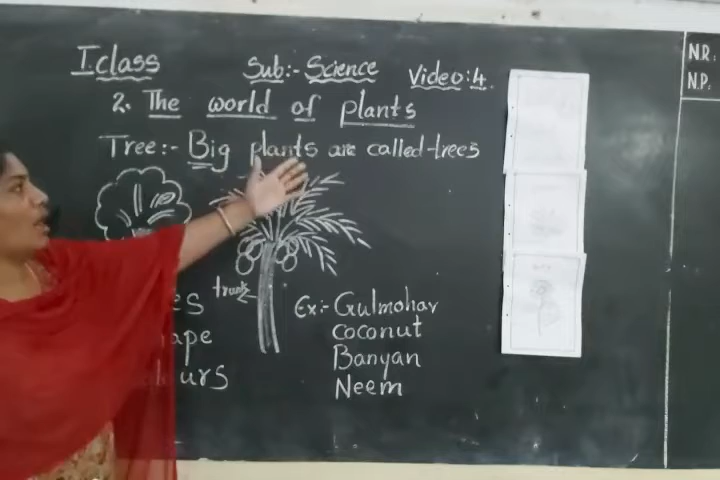 I class
Sub:- Science
Video:4.
2. The world of plants
Tree:- Big plants are called trees
trunk
Ex:- Gulmohar
coconut
Banyan
Neem
N.R:
N.P: